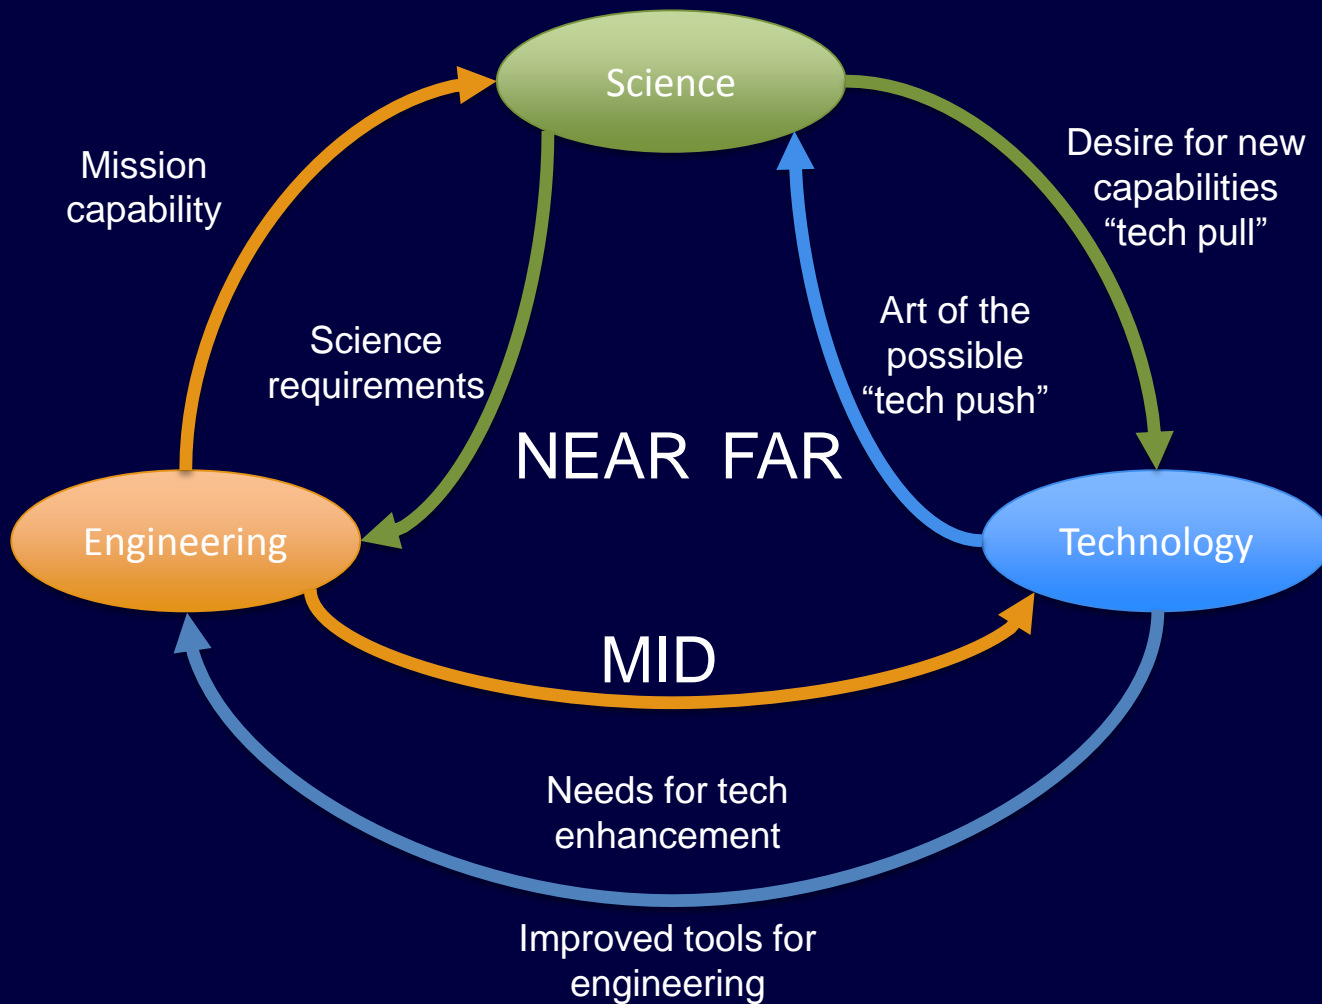 Science
Mission
capability
Desire for new
capabilities
“tech pull”
Science
requirements
Art of the
possible
“tech push”
NEAR FAR
Engineering
Technology
MID
Needs for tech
enhancement
Improved tools for
engineering